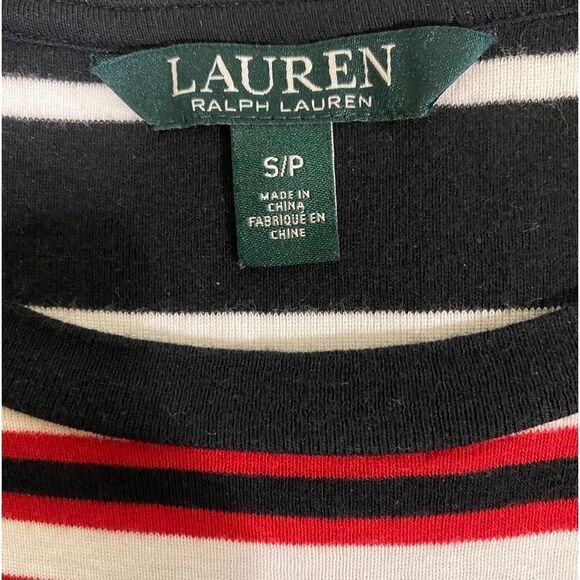 LAUREN
RALPH LAUREN
S/P
MADE IN
CHINA
FABRIQUÉ EN
CHINE